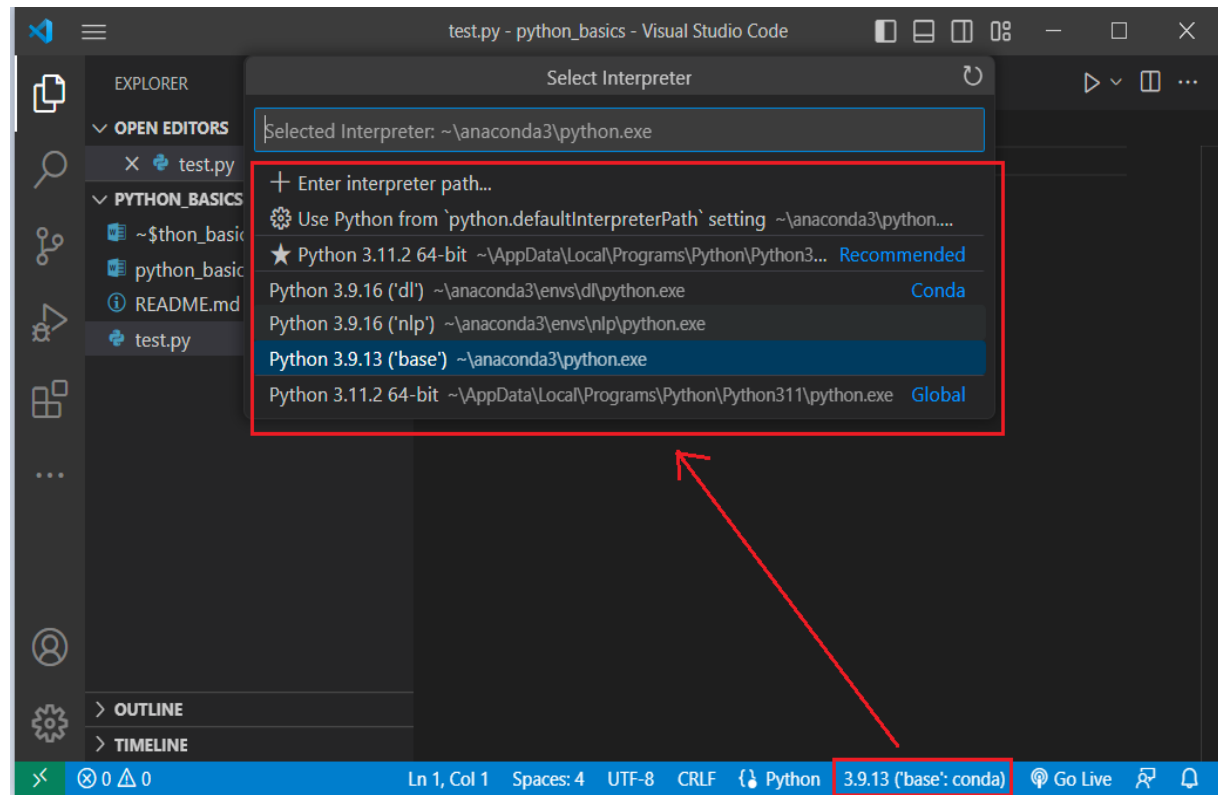 test.py - python_basics - Visual Studio Code
EXPLORER
Select Interpreter
OPEN EDITORS
Selected Interpreter: ~\anaconda3\python.exe
test.py
Enter interpreter path...
PYTHON_BASICS
Use Python from `python.defaultInterpreterPath` setting ~\anaconda3\python....
~$thon_basic
Python 3.11.2 64-bit ~\AppData\Local\Programs\Python\Python3... Recommended
python_basic
Python 3.9.16 ('dl') ~\anaconda3\envs\dl\python.exe Conda
README.md
Python 3.9.16 ('nlp') ~\anaconda3\envs\nlp\python.exe
test.py
Python 3.9.13 ('base') ~\anaconda3\python.exe
Python 3.11.2 64-bit ~\AppData\Local\Programs\Python\Python311\python.exe Global
OUTLINE
TIMELINE
0 0 Ln 1, Col 1 Spaces: 4 UTF-8 CRLF Python 3.9.13 ('base': conda) Go Live